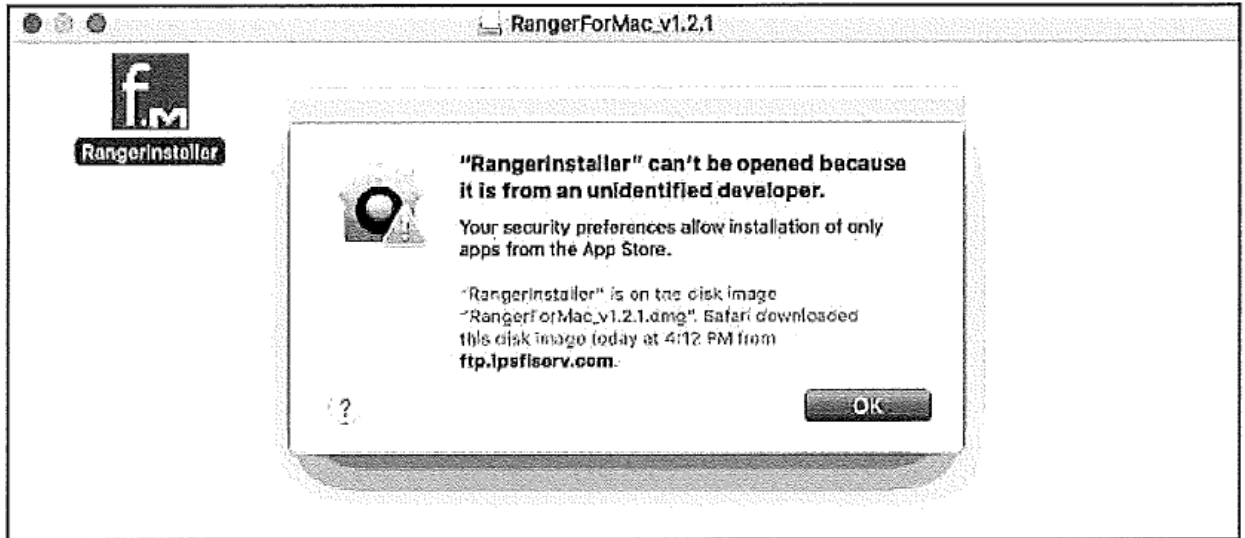 RangerForMac_v1.2.1
f.M
RangerInstaller
"RangerInstaller" can't be opened because
it is from an unidentified developer.
Your security preferences allow installation of only
apps from the App Store.
"RangerInstaller" is on the disk image
"RangerForMac_v1.2.1.dmg". Safari downloaded
this disk image today at 4:12 PM from
ftp.ipsfiserv.com.
?
OK